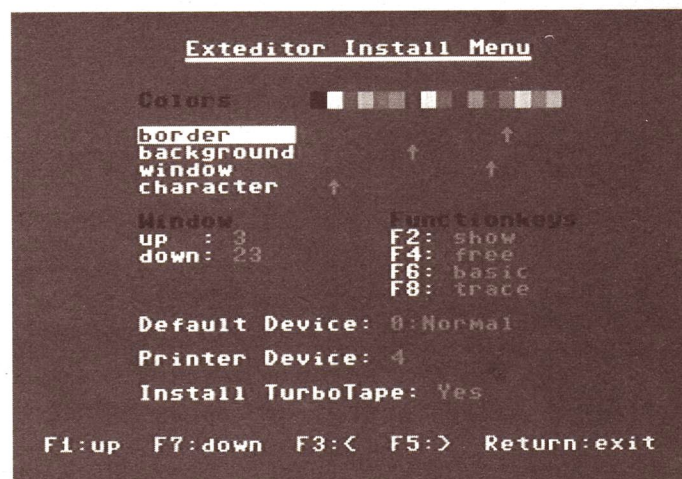 Exteditor Install Menu
Colors
border
background
window
character
Window
up : 3
down: 23
Functionkeys
F2: show
F4: free
F6: basic
F8: trace
Default Device: 0:Normal
Printer Device: 4
Install TurboTape: Yes
F1:up F7:down F3:< F5:> Return:exit